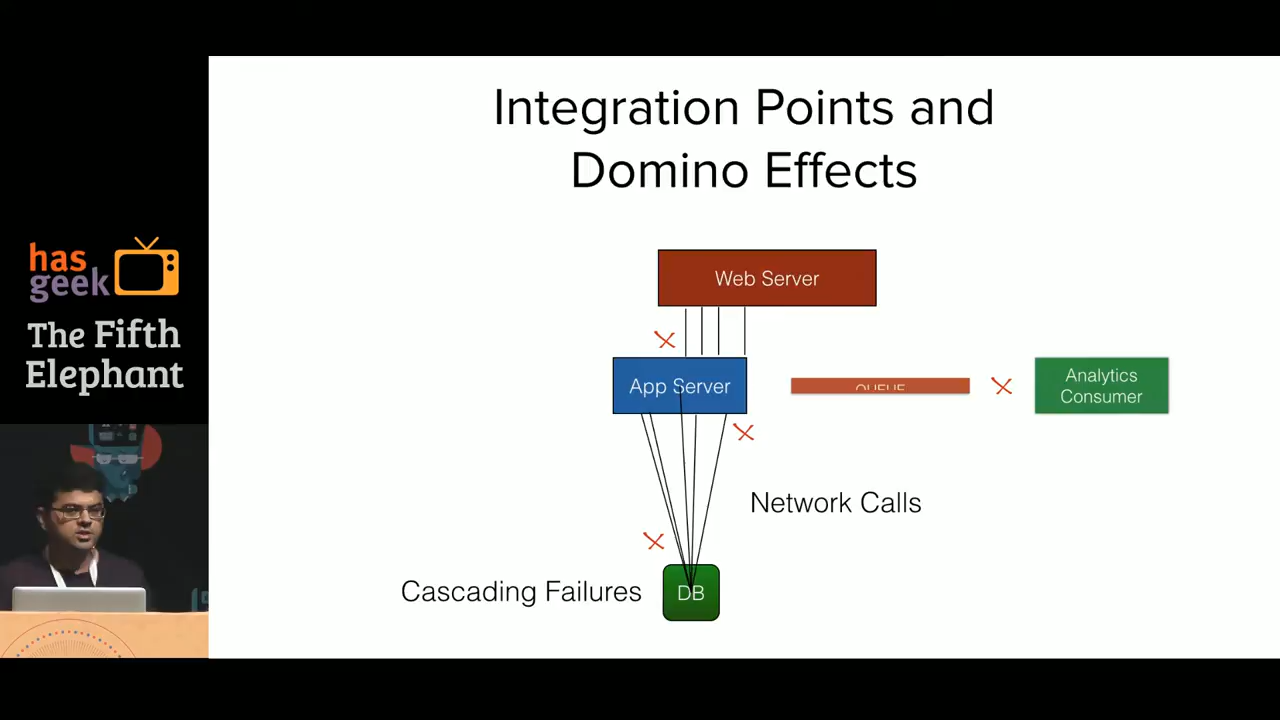 Integration Points and
Domino Effects
has
geek
The Fifth
Elephant
Web Server
App Server
QUEUE
Analytics
Consumer
Network Calls
Cascading Failures
DB